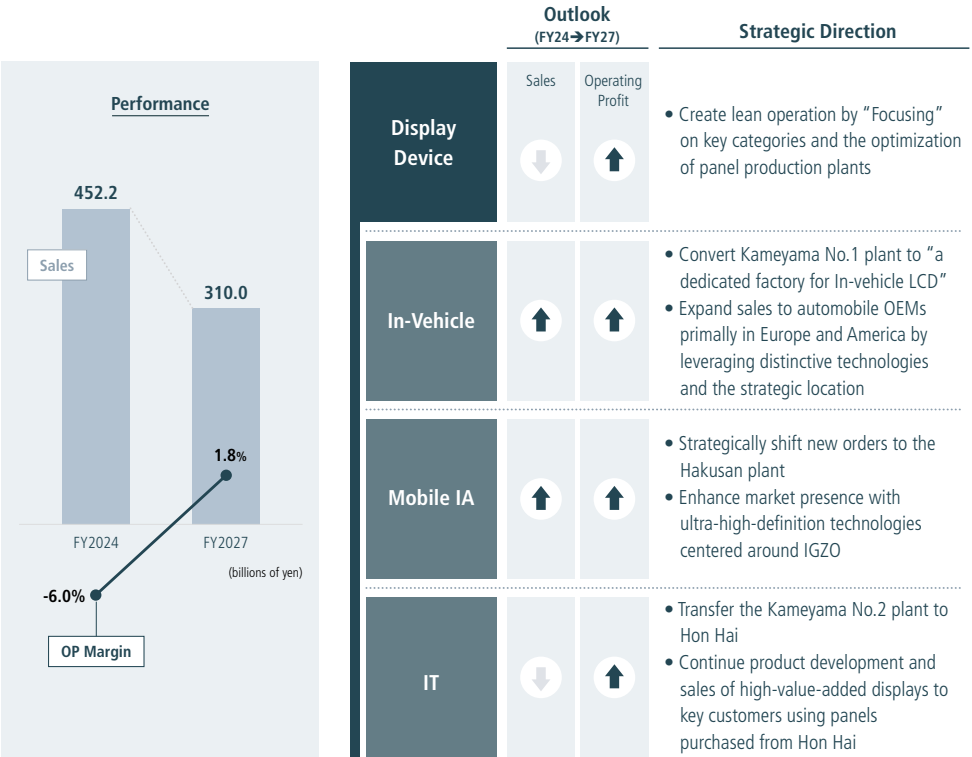 Performance
452.2
Sales
310.0
1.8%
FY2024
FY2027
(billions of yen)
-6.0%
OP Margin
Outlook
(FY24➔FY27)
Strategic Direction
Display
Device
Sales
Operating
Profit
• Create lean operation by “Focusing”
on key categories and the optimization
of panel production plants
In-Vehicle
• Convert Kameyama No.1 plant to “a
dedicated factory for In-vehicle LCD”
• Expand sales to automobile OEMs
primally in Europe and America by
leveraging distinctive technologies
and the strategic location
Mobile IA
• Strategically shift new orders to the
Hakusan plant
• Enhance market presence with
ultra-high-definition technologies
centered around IGZO
IT
• Transfer the Kameyama No.2 plant to
Hon Hai
• Continue product development and
sales of high-value-added displays to
key customers using panels
purchased from Hon Hai